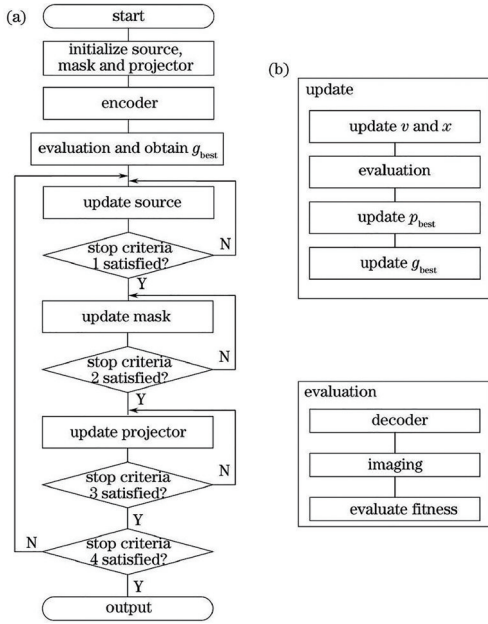 (a)
start
initialize source,
mask and projector
encoder
evaluation and obtain g_best
update source
N
stop criteria
1 satisfied?
Y
update mask
N
stop criteria
2 satisfied?
Y
update projector
N
stop criteria
3 satisfied?
Y
N
stop criteria
4 satisfied?
Y
output
(b)
update
update v and x
evaluation
update p_best
update g_best
evaluation
decoder
imaging
evaluate fitness